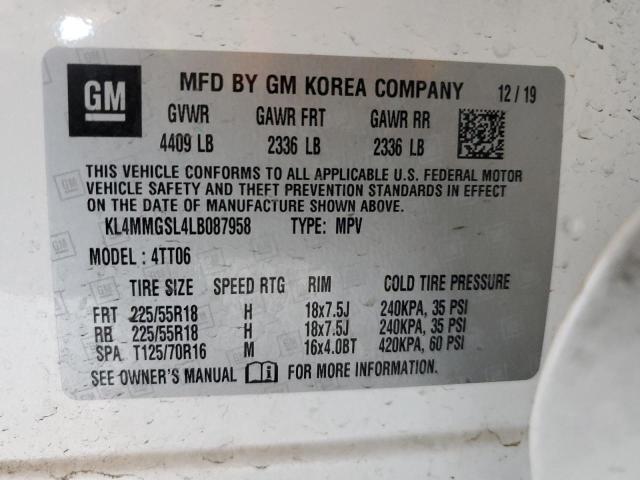 GM MFD BY GM KOREA COMPANY 12/19
GVWR GAWR FRT GAWR RR
4409 LB 2336 LB 2336 LB
THIS VEHICLE CONFORMS TO ALL APPLICABLE U.S. FEDERAL MOTOR
VEHICLE SAFETY AND THEFT PREVENTION STANDARDS IN EFFECT
ON THE DATE OF MANUFACTURE SHOWN ABOVE.
KL4MMGSL4LB087958 TYPE: MPV
MODEL: 4TT06
TIRE SIZE SPEED RTG RIM COLD TIRE PRESSURE
FRT 225/55R18 H 18x7.5J 240KPA, 35 PSI
RR 225/55R18 H 18x7.5J 240KPA, 35 PSI
SPA T125/70R16 M 16x4.0BT 420KPA, 60 PSI
SEE OWNER'S MANUAL FOR MORE INFORMATION.